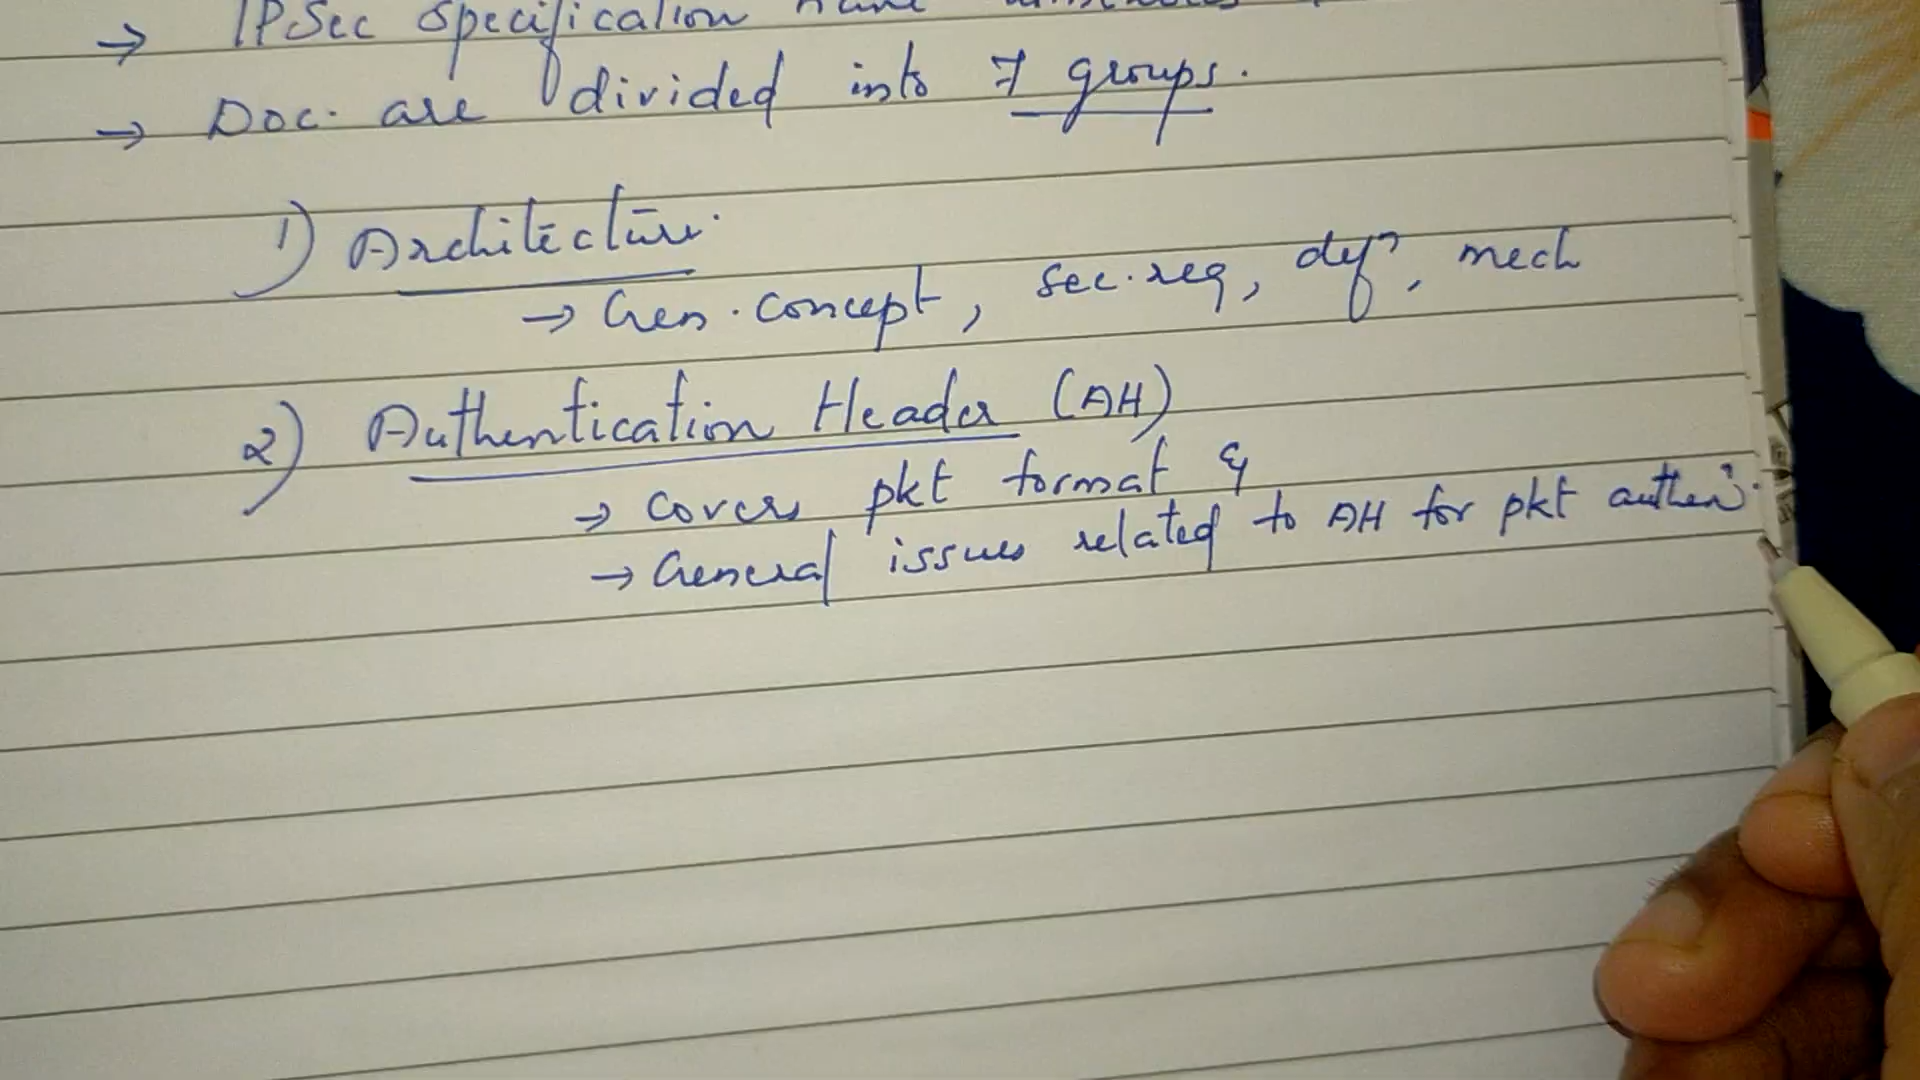 → IPSec specification have
→ Doc. are divided into 7 groups.
1) Architecture.
→ Gen. concept, sec. req, defn, mech
2) Authentication Header (AH)
→ Covers pkt format &
→ General issues related to AH for pkt authen.